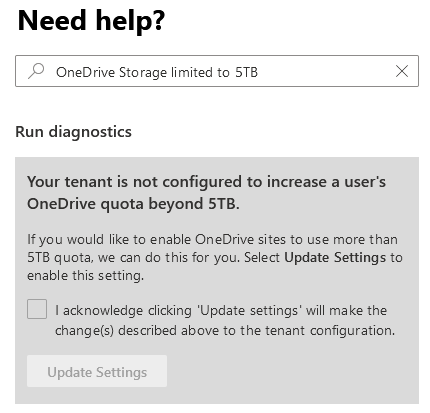 Need help?
OneDrive Storage limited to 5TB
Run diagnostics
Your tenant is not configured to increase a user's
OneDrive quota beyond 5TB.
If you would like to enable OneDrive sites to use more than
5TB quota, we can do this for you. Select Update Settings to
enable this setting.
I acknowledge clicking 'Update settings' will make the
change(s) described above to the tenant configuration.
Update Settings